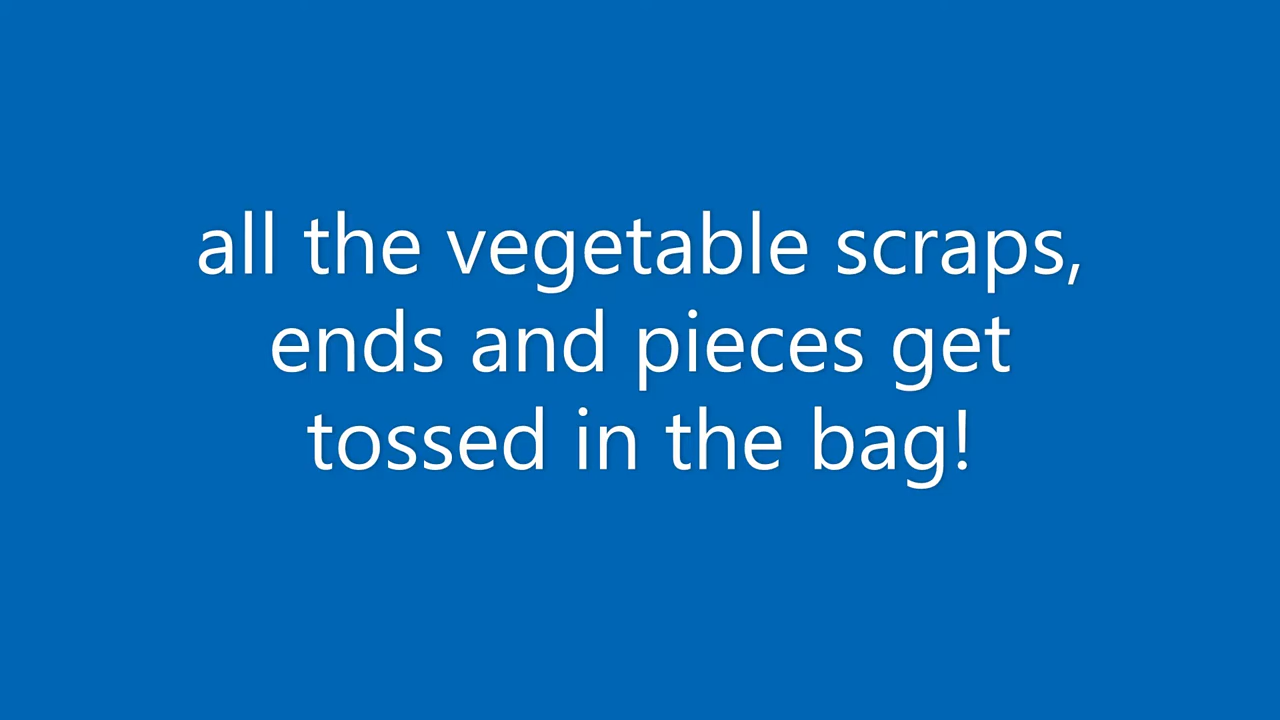 all the vegetable scraps,
ends and pieces get
tossed in the bag!